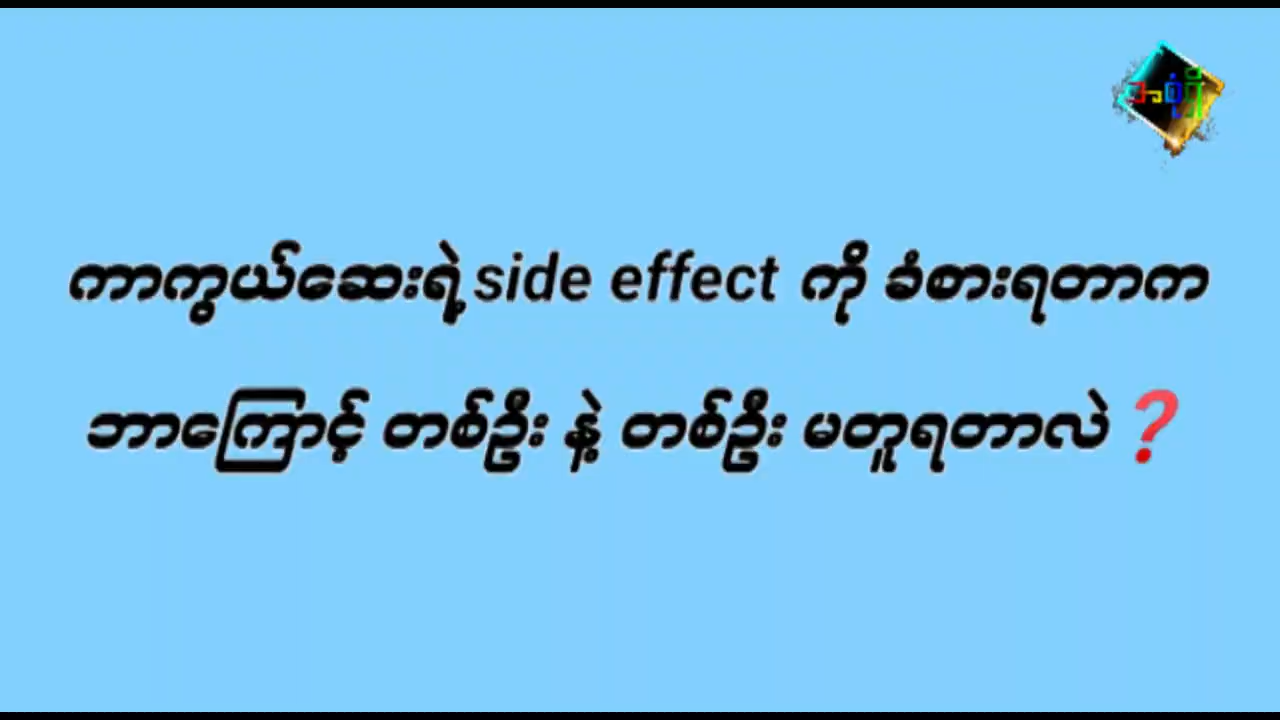 ကာကွယ်ဆေးရဲ့ side effect ကို ခံစားရတာက
ဘာကြောင့် တစ်ဦး နဲ့ တစ်ဦး မတူရတာလဲ❓